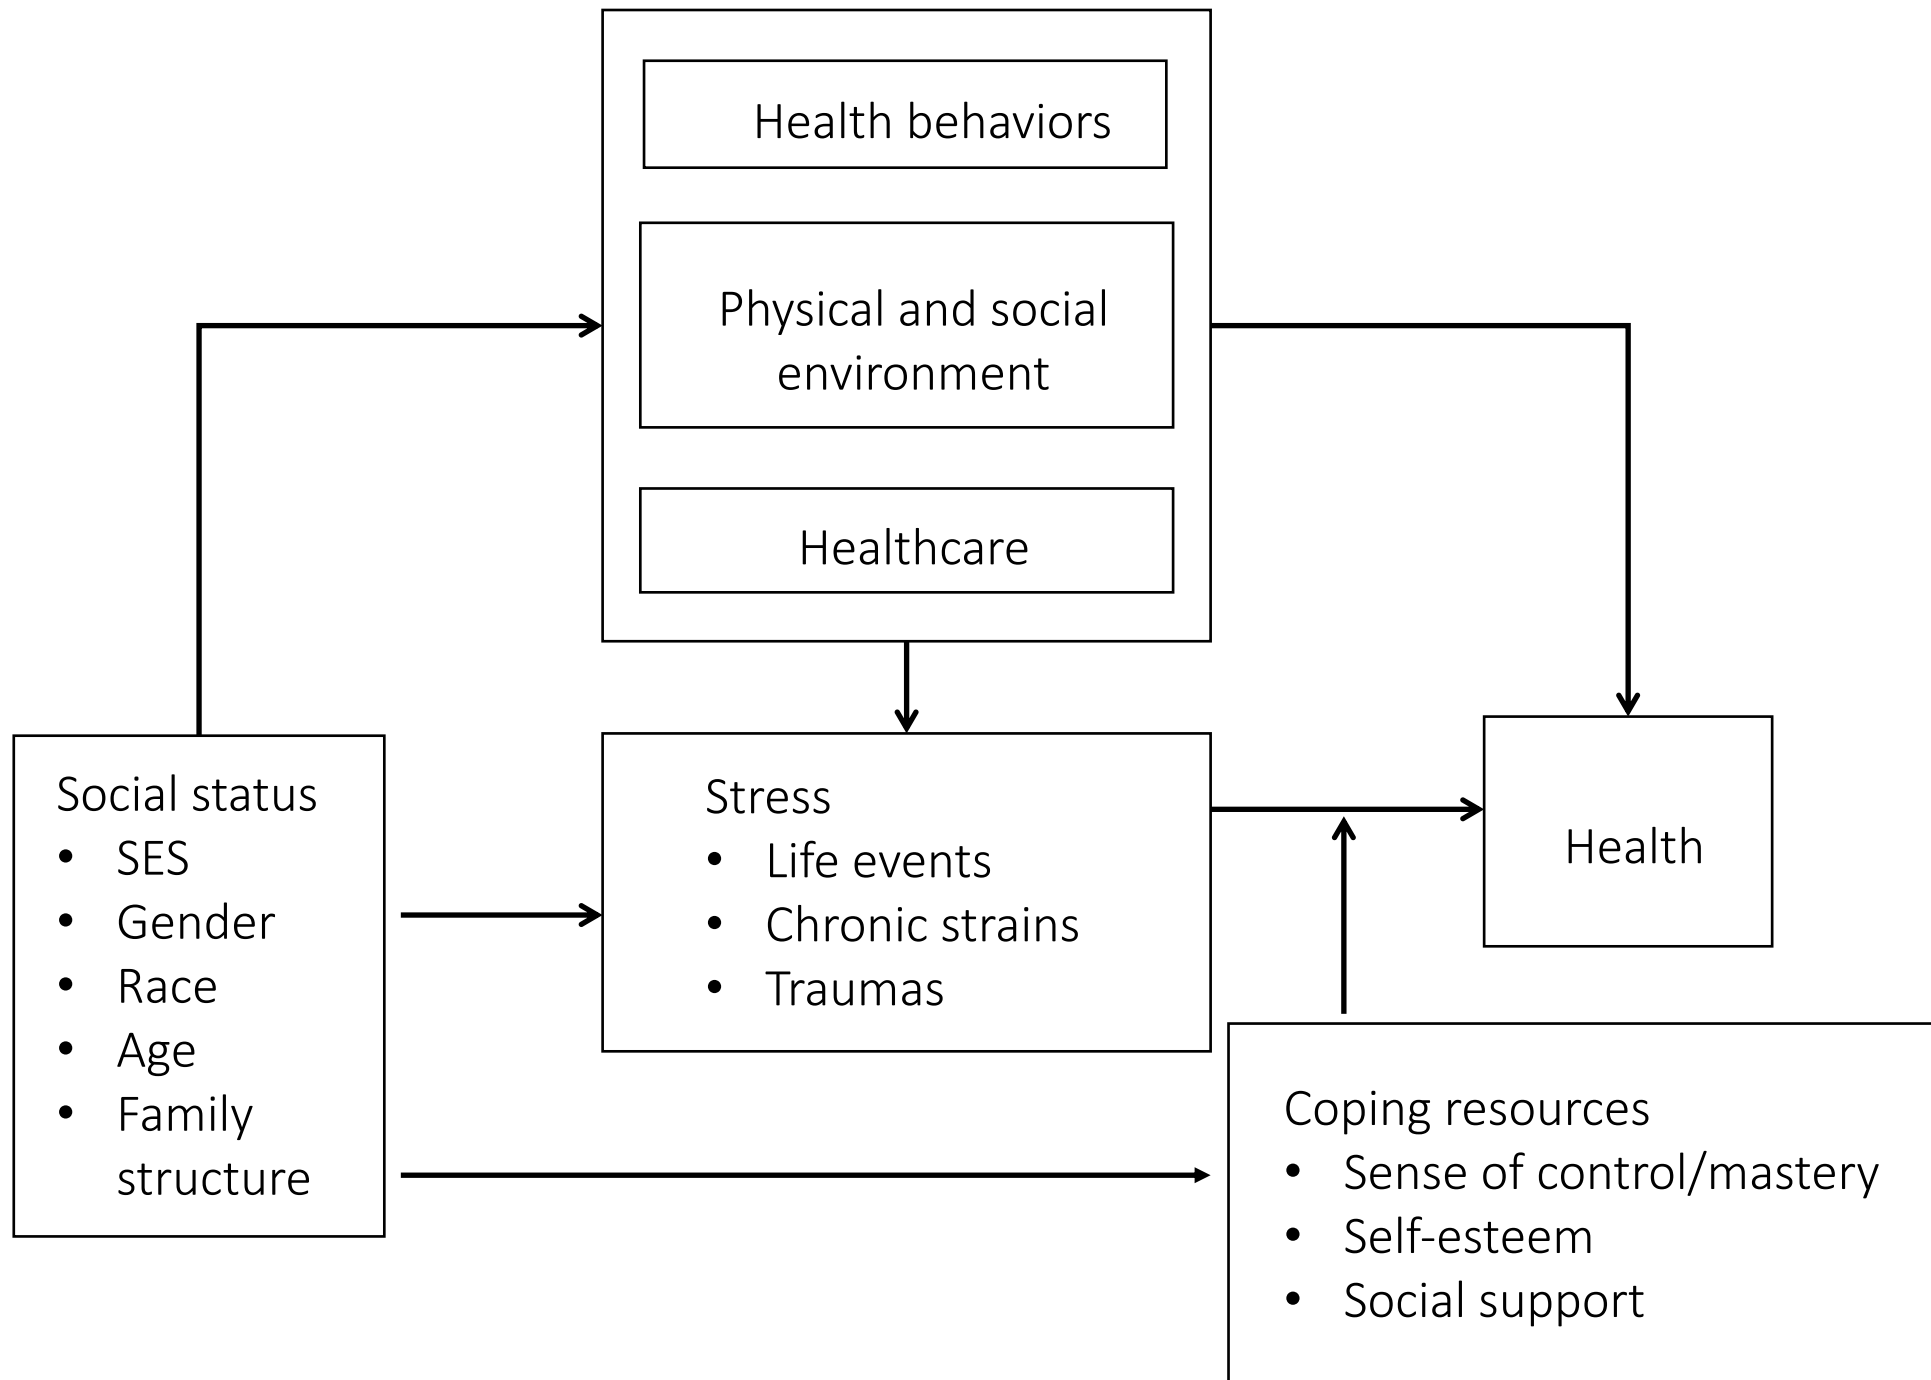 Health behaviors
Physical and social
environment
Healthcare
Social status
• SES
• Gender
• Race
• Age
• Family
structure
Stress
• Life events
• Chronic strains
• Traumas
Health
Coping resources
• Sense of control/mastery
• Self-esteem
• Social support